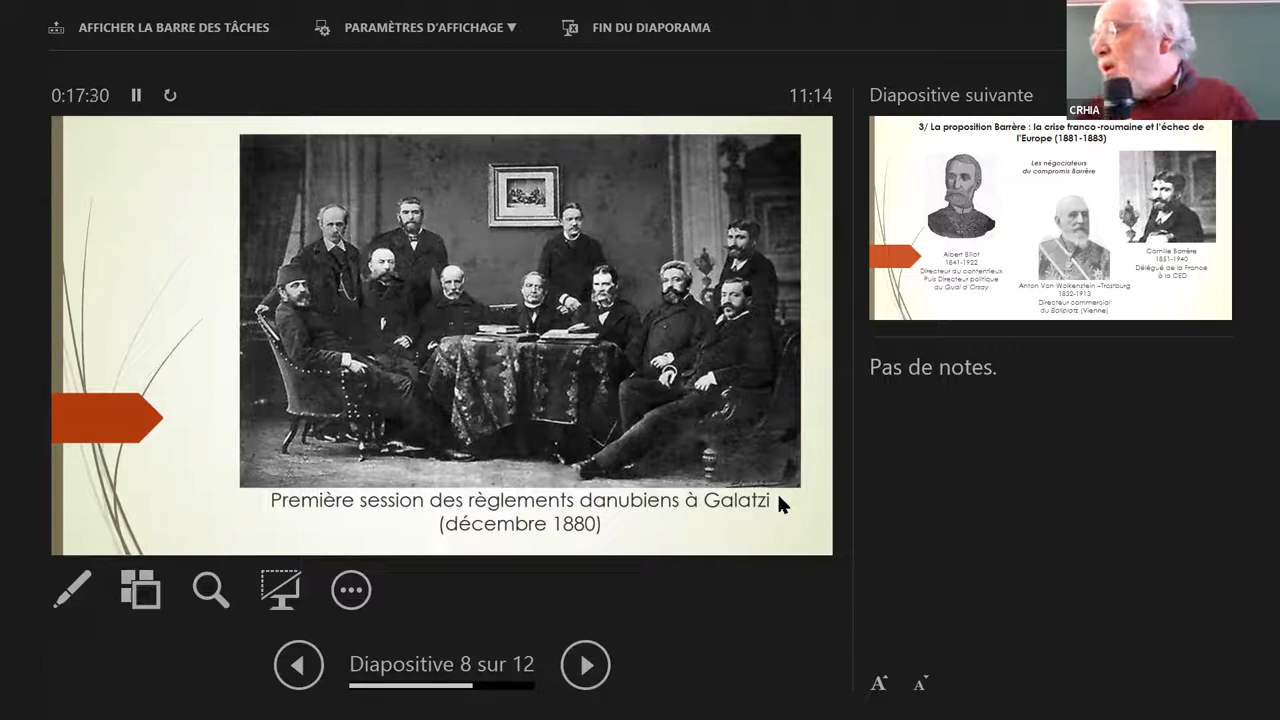 AFFICHER LA BARRE DES TÂCHES
PARAMÈTRES D'AFFICHAGE ▼
FIN DU DIAPORAMA
CRHIA
0:17:30
11:14
Première session des règlements danubiens à Galatzi
(décembre 1880)
Diapositive 8 sur 12
Diapositive suivante
3/ La proposition Barrère : la crise franco-roumaine et l'échec de
l'Europe (1881-1883)
Les négociateurs
du compromis Barrère
Albert Billot
1841-1922
Directeur du contentieux
Puis Directeur politique
du Quai d'Orsay
Anton Von Wolkenstein –Trostburg
1832-1913
Directeur commercial
du Ballplatz (Vienne)
Camille Barrère
1851-1940
Délégué de la France
à la CED
Pas de notes.
A A